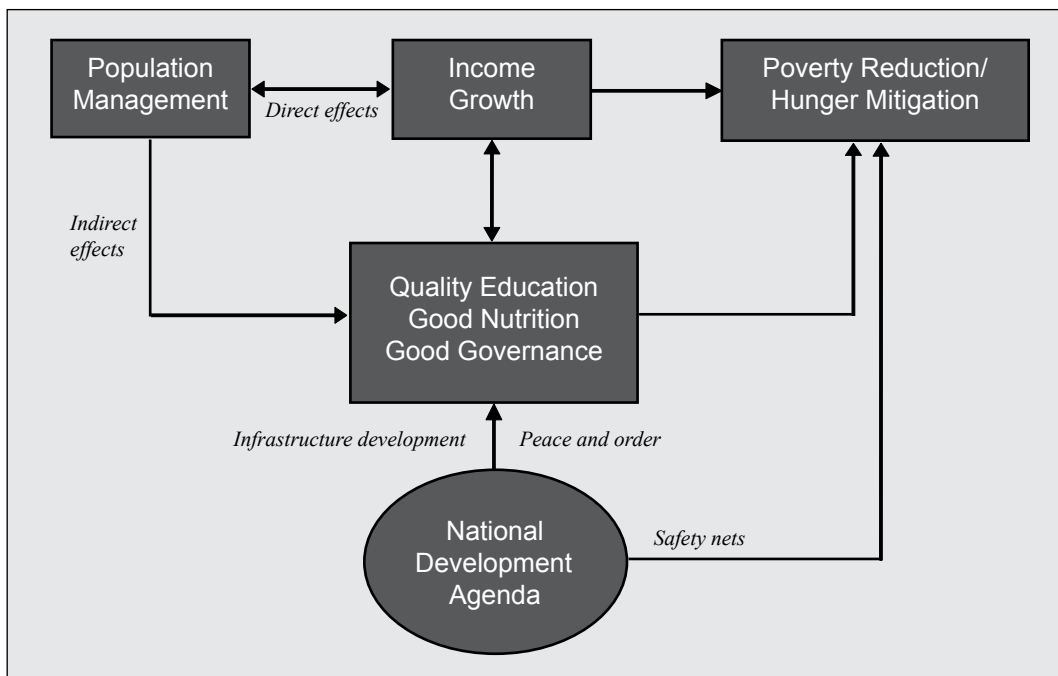 Population
Management
Direct effects
Income
Growth
Poverty Reduction/
Hunger Mitigation
Indirect
effects
Quality Education
Good Nutrition
Good Governance
Infrastructure development
Peace and order
National
Development
Agenda
Safety nets